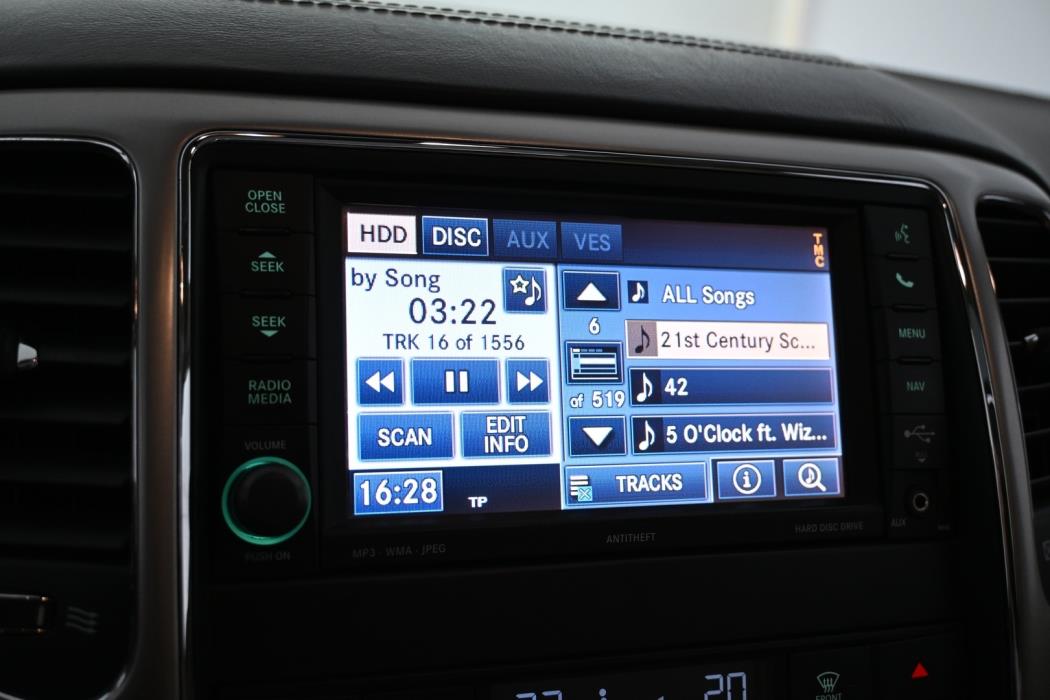 OPEN
CLOSE
SEEK
SEEK
RADIO
MEDIA
VOLUME
PUSH·ON
HDD
DISC
AUX
VES
TMC
by Song
03:22
TRK 16 of 1556
SCAN
EDIT
INFO
16:28
TP
6
of 519
ALL Songs
21st Century Sc...
42
5 O'Clock ft. Wiz...
TRACKS
MENU
NAV
AUX
MP3 · WMA · JPEG
ANTITHEFT
HARD DISC DRIVE
20
FRONT